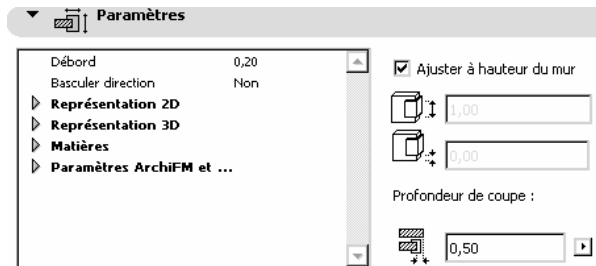 Paramètres
Débord 0,20
Basculer direction Non
Représentation 2D
Représentation 3D
Matières
Paramètres ArchiFM et ...
Ajuster à hauteur du mur
1,00
0,00
Profondeur de coupe :
0,50